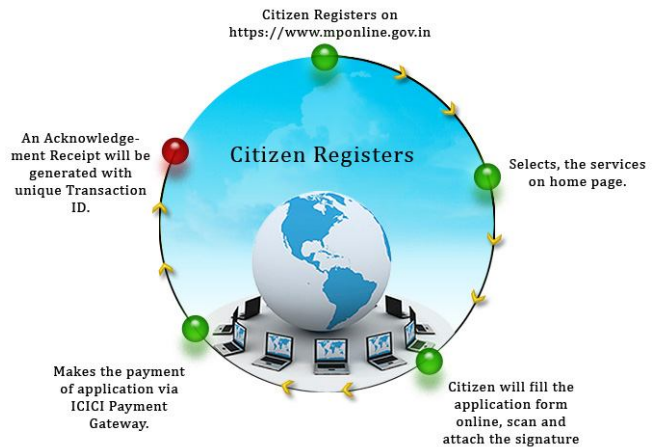 Citizen Registers on
https://www.mponline.gov.in
Citizen Registers
Selects, the services
on home page.
Citizen will fill the
application form
online, scan and
attach the signature
Makes the payment
of application via
ICICI Payment
Gateway.
An Acknowledge-
ment Receipt will be
generated with
unique Transaction
ID.